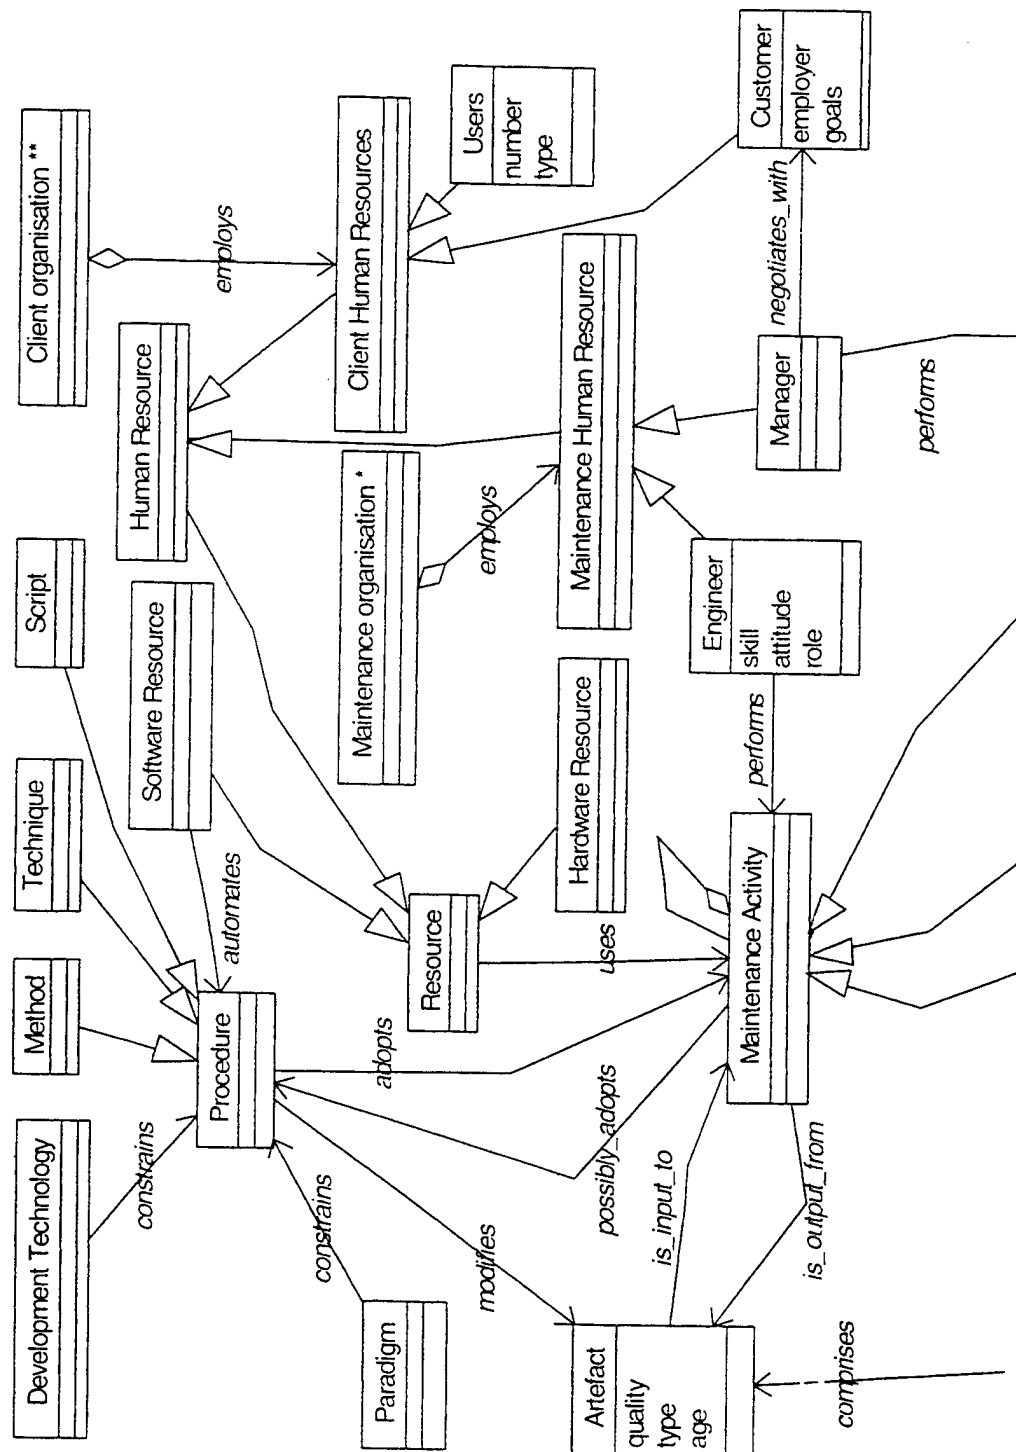 Development Technology
Method
Technique
Script
Client organisation **
constrains
automates
Software Resource
Human Resource
employs
Procedure
Paradigm
constrains
adopts
Resource
Maintenance organisation *
Client Human Resources
Users
number
type
modifies
possibly_adopts
uses
Hardware Resource
employs
Maintenance Human Resource
Artefact
quality
type
age
is_input_to
is_output_from
Maintenance Activity
performs
Engineer
skill
attitude
role
Manager
negotiates_with
Customer
employer
goals
comprises
performs